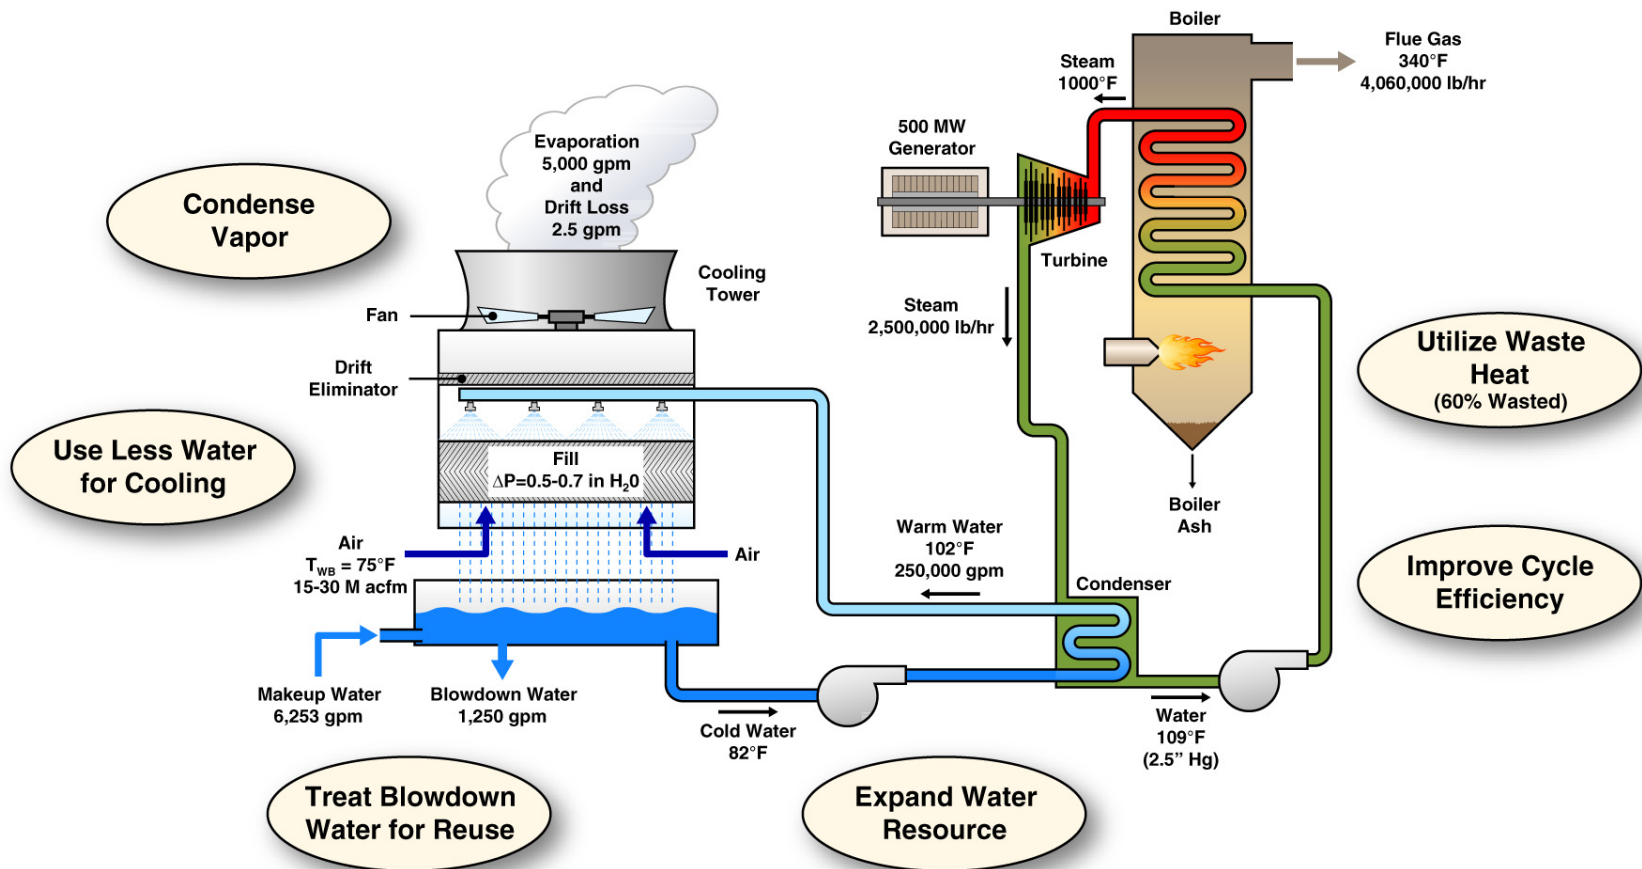 Boiler
Flue Gas
340°F
4,060,000 lb/hr
Steam
1000°F
500 MW
Generator
Evaporation
5,000 gpm
and
Drift Loss
2.5 gpm
Condense
Vapor
Turbine
Cooling
Tower
Fan
Steam
2,500,000 lb/hr
Utilize Waste
Heat
(60% Wasted)
Drift
Eliminator
Use Less Water
for Cooling
Fill
ΔP=0.5-0.7 in H₂0
Boiler
Ash
Air
T_WB = 75°F
15-30 M acfm
Air
Warm Water
102°F
250,000 gpm
Condenser
Improve Cycle
Efficiency
Makeup Water
6,253 gpm
Blowdown Water
1,250 gpm
Cold Water
82°F
Water
109°F
(2.5” Hg)
Treat Blowdown
Water for Reuse
Expand Water
Resource